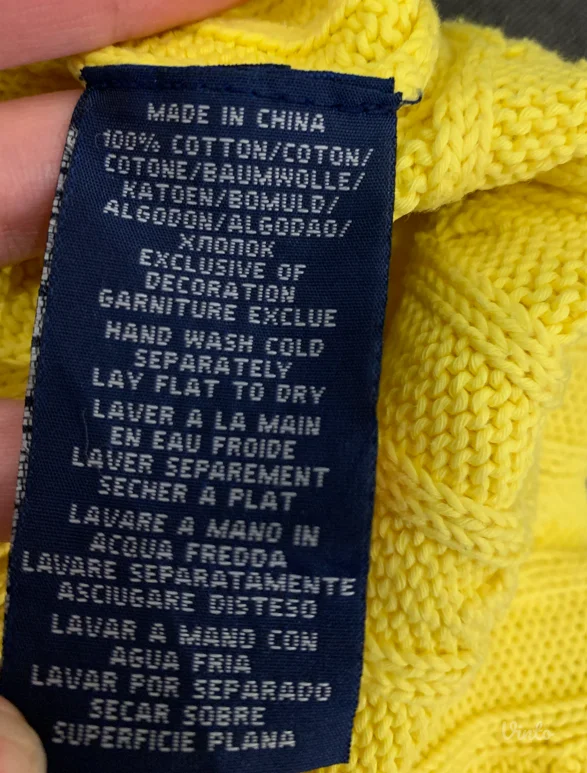 MADE IN CHINA
100% COTTON/COTON/
COTONE/BAUMWOLLE/
KATOEN/BOMULD/
ALGODON/ALGODAO/
ХЛОПОК
EXCLUSIVE OF
DECORATION
GARNITURE EXCLUE
HAND WASH COLD
SEPARATELY
LAY FLAT TO DRY
LAVER A LA MAIN
EN EAU FROIDE
LAVER SEPAREMENT
SECHER A PLAT
LAVARE A MANO IN
ACQUA FREDDA
LAVARE SEPARATAMENTE
ASCIUGARE DISTESO
LAVAR A MANO CON
AGUA FRIA
LAVAR POR SEPARADO
SECAR SOBRE
SUPERFICIE PLANA